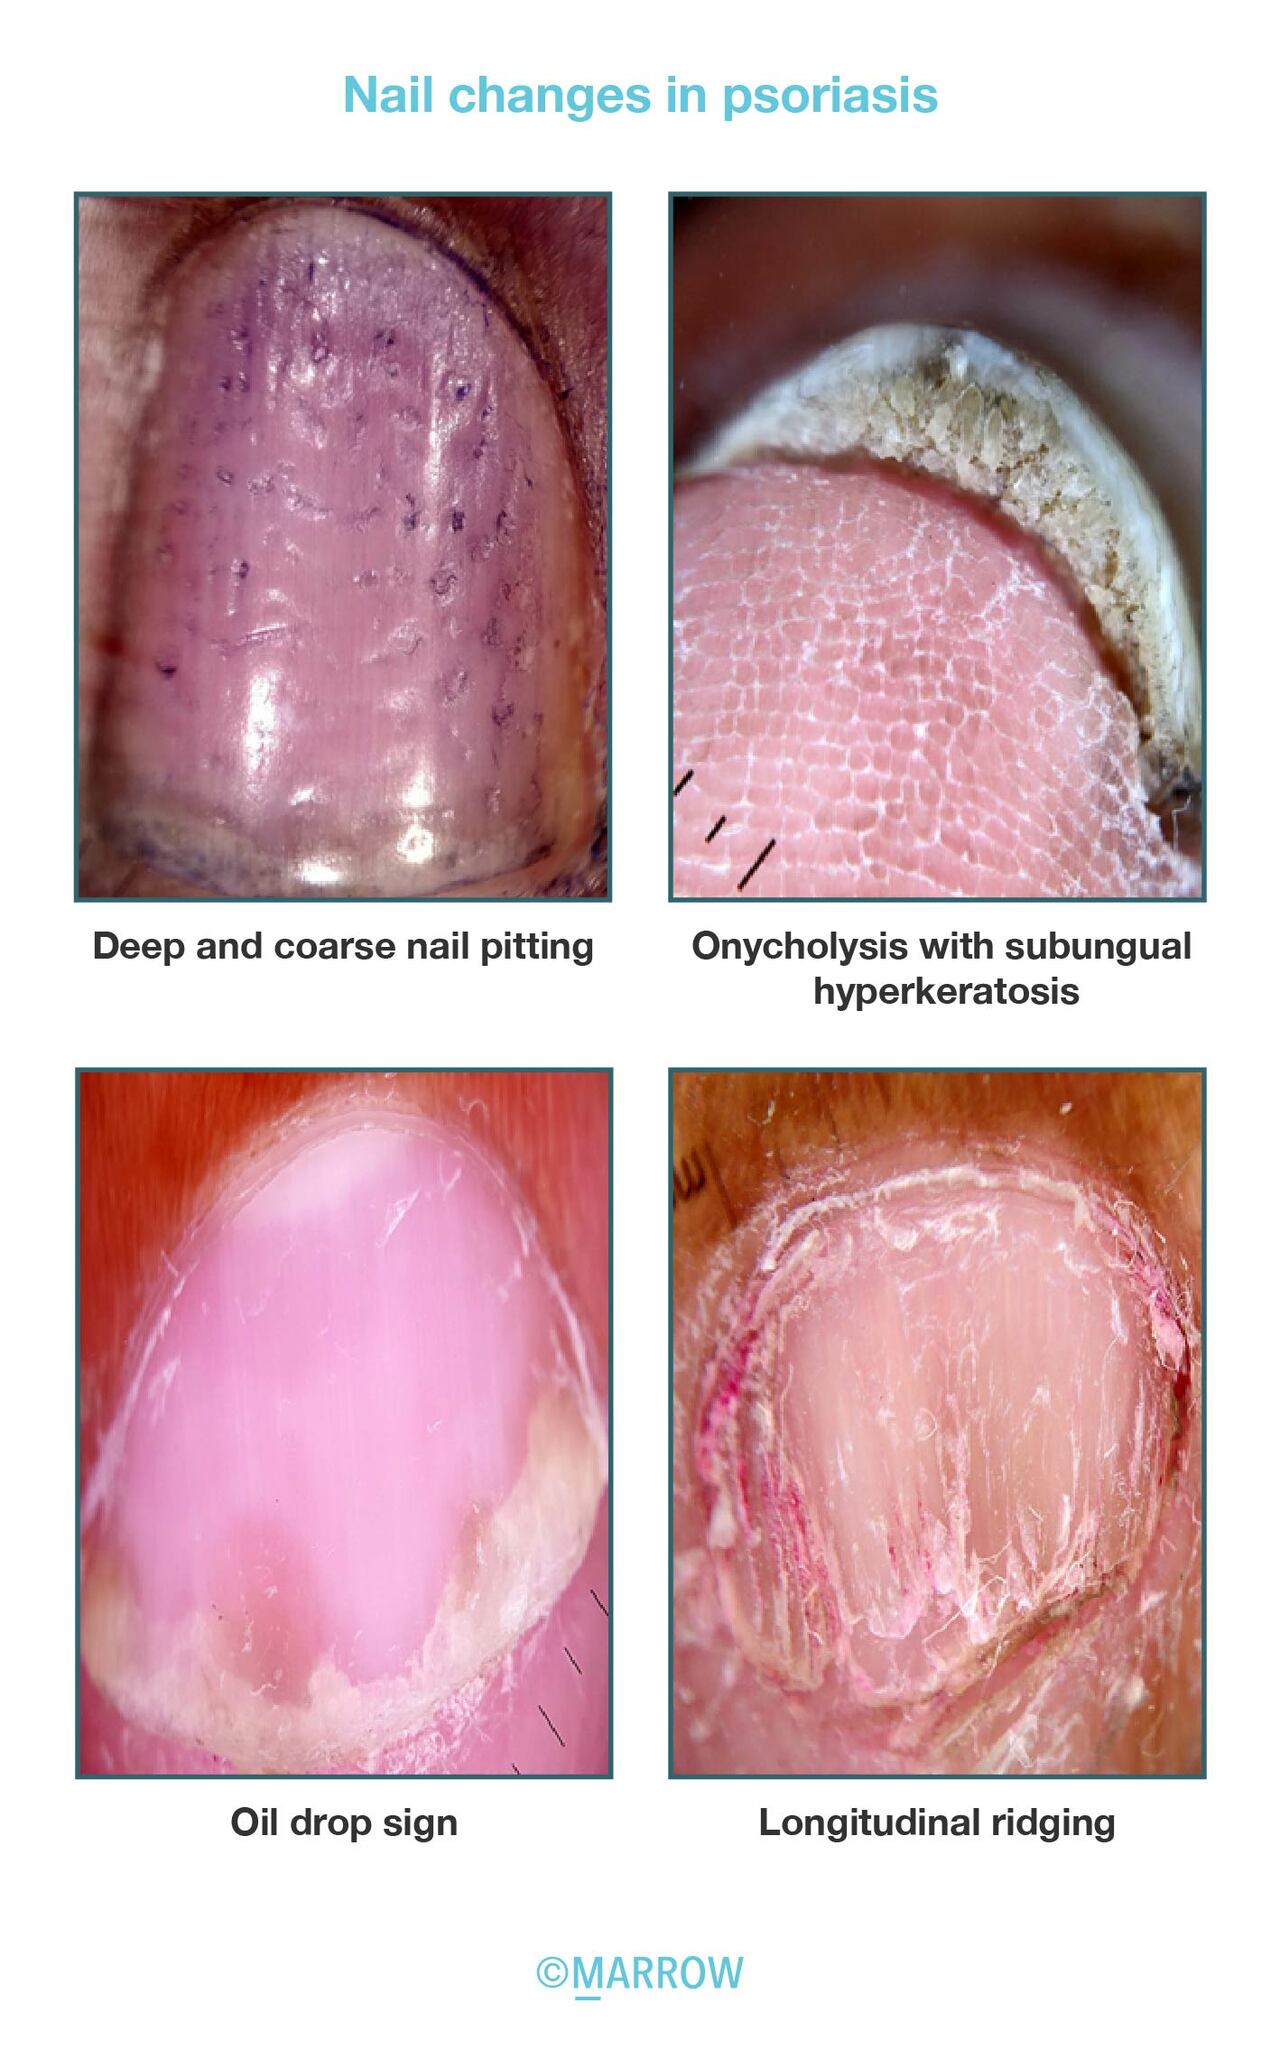 Nail changes in psoriasis
Deep and coarse nail pitting
Onycholysis with subungual
hyperkeratosis
Oil drop sign
Longitudinal ridging
©MARROW